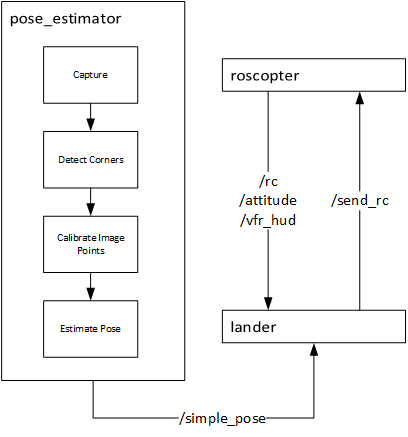 pose_estimator
Capture
Detect Corners
Calibrate Image
Points
Estimate Pose
roscopter
/rc
/attitude
/vfr_hud
/send_rc
lander
/simple_pose